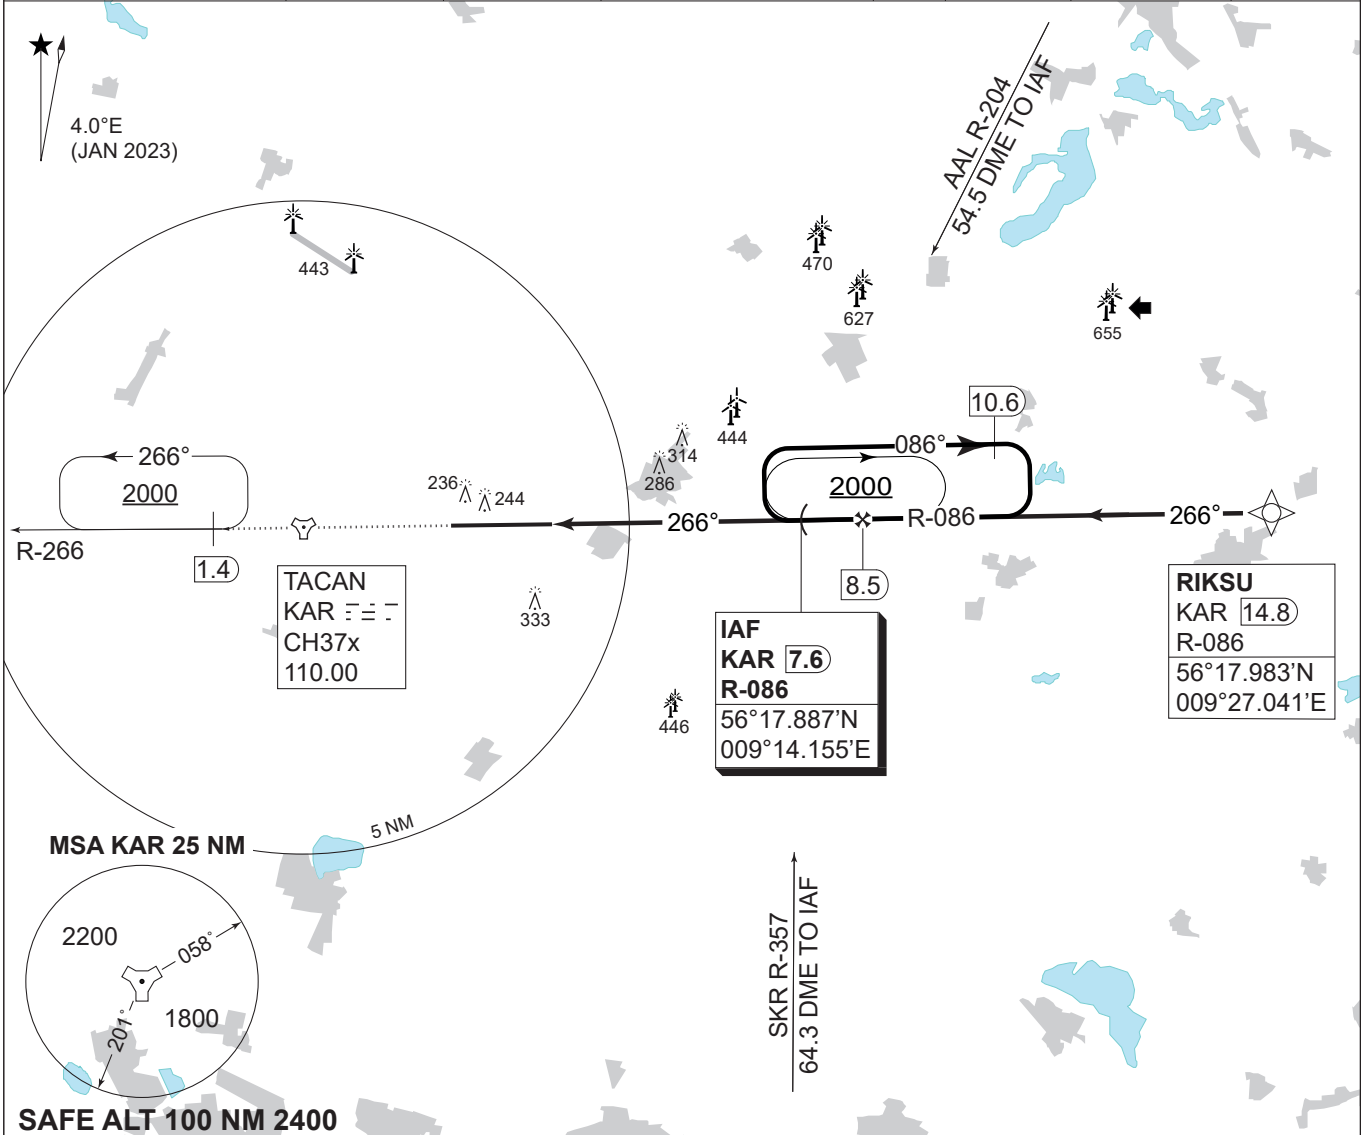 4.0°E
(JAN 2023)
AAL R-204
54.5 DME TO IAF
443
470
627
655
444
314
286
236
244
333
446
10.6
086°
2000
266°
2000
R-266
1.4
266°
R-086
266°
8.5
TACAN
KAR
CH37x
110.00
IAF
KAR 7.6
R-086
56°17.887'N
009°14.155'E
RIKSU
KAR 14.8
R-086
56°17.983'N
009°27.041'E
5 NM
MSA KAR 25 NM
2200
058°
1800
201°
SKR R-357
64.3 DME TO IAF
SAFE ALT 100 NM 2400